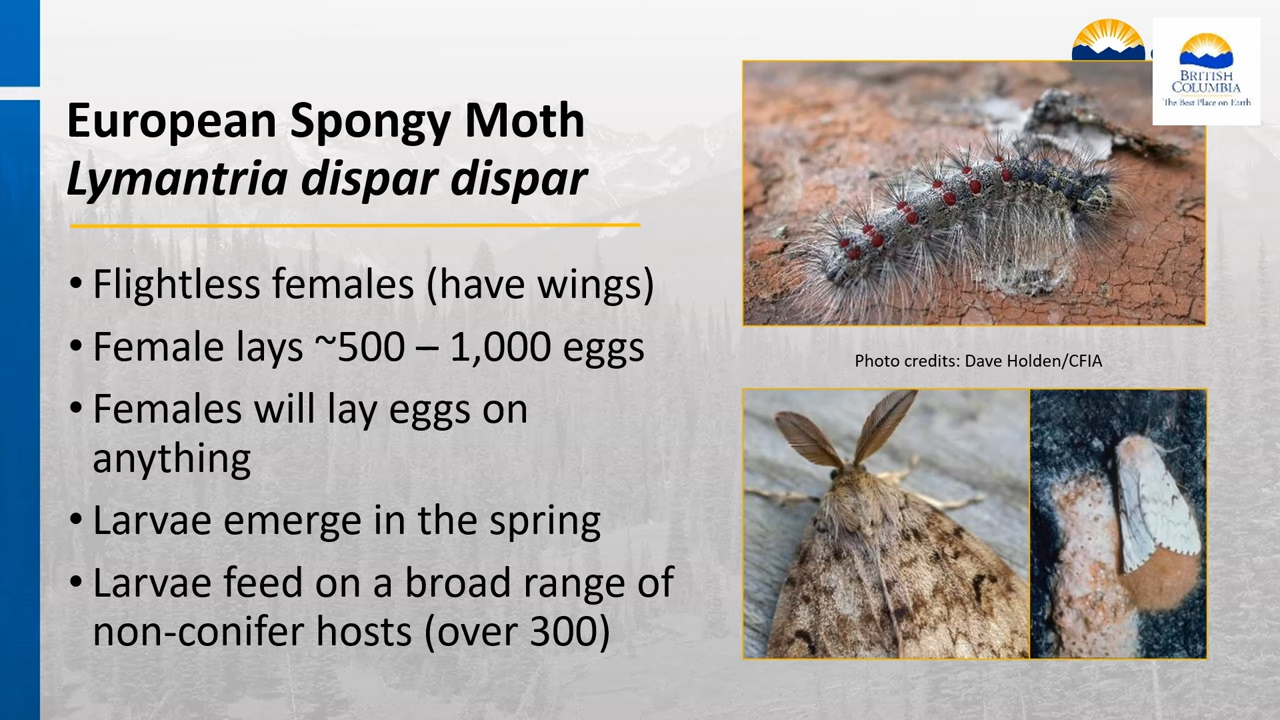 European Spongy Moth
Lymantria dispar dispar
• Flightless females (have wings)
• Female lays ~500 – 1,000 eggs
• Females will lay eggs on
anything
• Larvae emerge in the spring
• Larvae feed on a broad range of
non-conifer hosts (over 300)
BRITISH
COLUMBIA
The Best Place on Earth
Photo credits: Dave Holden/CFIA